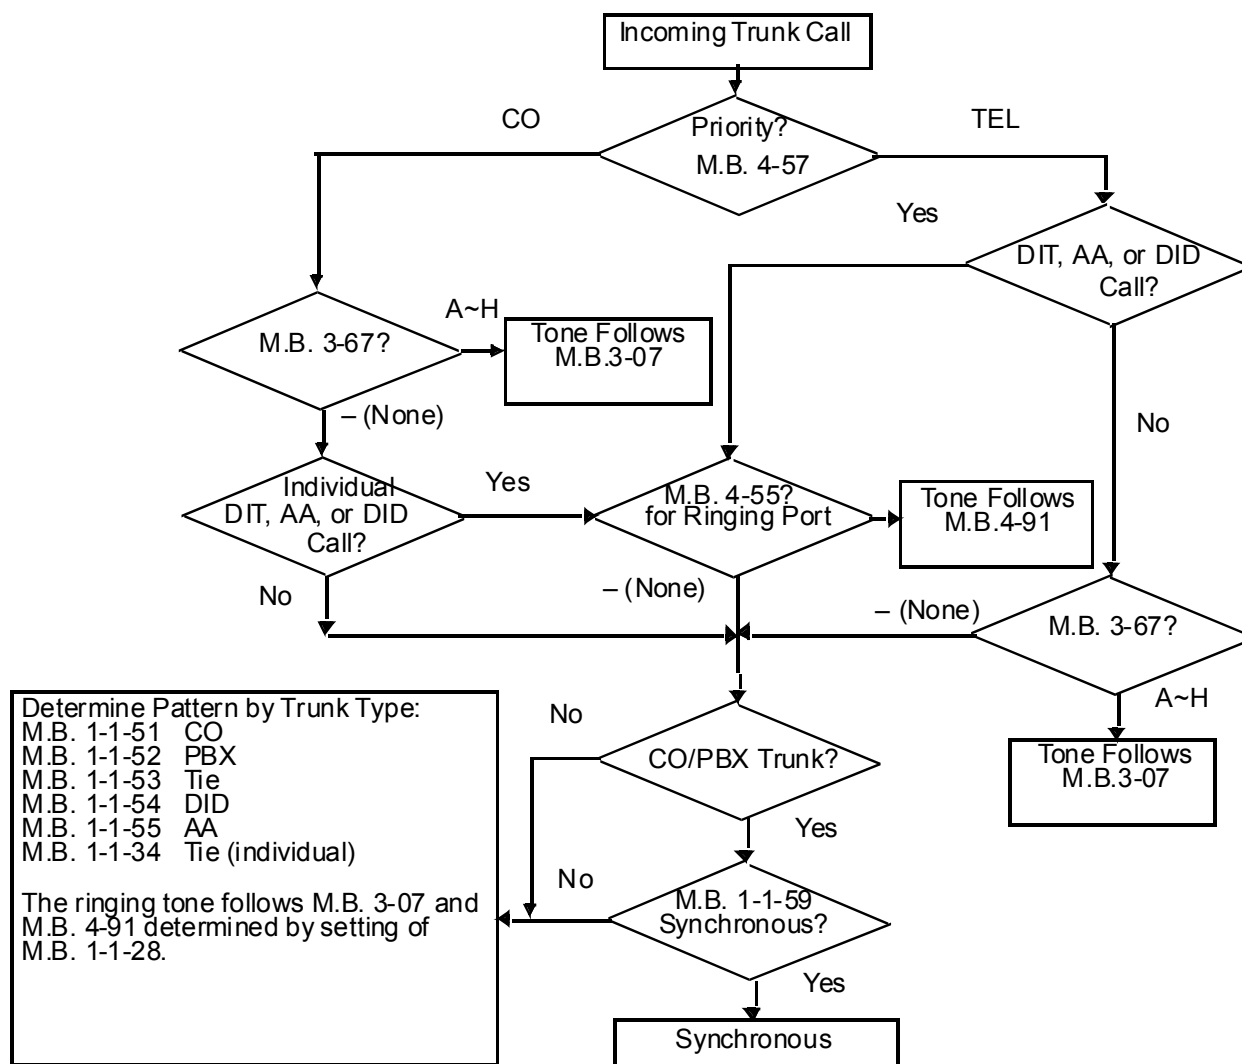 Incoming Trunk Call
CO
Priority?
M.B. 4-57
TEL
Yes
DIT, AA, or DID
Call?
M.B. 3-67?
A~H
Tone Follows
M.B.3-07
– (None)
No
Individual
DIT, AA, or DID
Call?
Yes
M.B. 4-55?
for Ringing Port
Tone Follows
M.B.4-91
No
– (None)
– (None)
M.B. 3-67?
A~H
Tone Follows
M.B.3-07
Determine Pattern by Trunk Type:
M.B. 1-1-51 CO
M.B. 1-1-52 PBX
M.B. 1-1-53 Tie
M.B. 1-1-54 DID
M.B. 1-1-55 AA
M.B. 1-1-34 Tie (individual)
The ringing tone follows M.B. 3-07 and
M.B. 4-91 determined by setting of
M.B. 1-1-28.
No
CO/PBX Trunk?
Yes
No
M.B. 1-1-59
Synchronous?
Yes
Synchronous